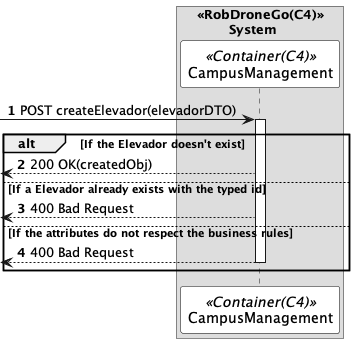 «RobDroneGo(C4)»
System
«Container(C4)»
CampusManagement
1 POST createElevador(elevadorDTO)
alt [If the Elevador doesn't exist]
2 200 OK(createdObj)
[If a Elevador already exists with the typed id]
3 400 Bad Request
[If the attributes do not respect the business rules]
4 400 Bad Request
«Container(C4)»
CampusManagement